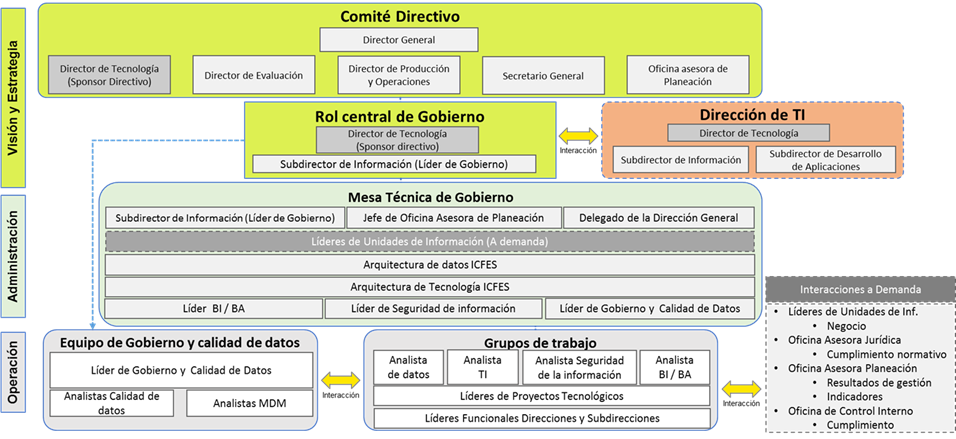 Visión y Estrategia
Comité Directivo
Director General
Director de Tecnología
(Sponsor Directivo)
Director de Evaluación
Director de Producción
y Operaciones
Secretario General
Oficina asesora de
Planeación
Rol central de Gobierno
Director de Tecnología
(Sponsor directivo)
Subdirector de Información (Líder de Gobierno)
Interacción
Dirección de TI
Director de Tecnología
Subdirector de Información
Subdirector de Desarrollo
de Aplicaciones
Administración
Mesa Técnica de Gobierno
Subdirector de Información (Líder de Gobierno)
Jefe de Oficina Asesora de Planeación
Delegado de la Dirección General
Líderes de Unidades de Información (A demanda)
Arquitectura de datos ICFES
Arquitectura de Tecnología ICFES
Líder BI / BA
Líder de Seguridad de información
Líder de Gobierno y Calidad de Datos
Operación
Equipo de Gobierno y calidad de datos
Líder de Gobierno y Calidad de Datos
Analistas Calidad de
datos
Analistas MDM
Interacción
Grupos de trabajo
Analista
de datos
Analista
TI
Analista Seguridad
de la información
Analista
BI / BA
Líderes de Proyectos Tecnológicos
Líderes Funcionales Direcciones y Subdirecciones
Interacción
Interacciones a Demanda
• Líderes de Unidades de Inf.
• Negocio
• Oficina Asesora Jurídica
• Cumplimiento normativo
• Oficina Asesora Planeación
• Resultados de gestión
• Indicadores
• Oficina de Control Interno
• Cumplimiento